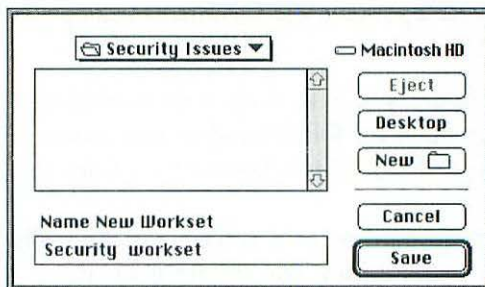 Security Issues
Macintosh HD
Eject
Desktop
New
Name New Workset
Cancel
Security workset
Save